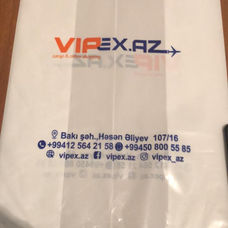 VIPEX.AZ
Bakı şəh., Həsən Əliyev 107/16
+99412 564 21 58 +99450 800 55 85
vipex.az vipex.az vipex_az